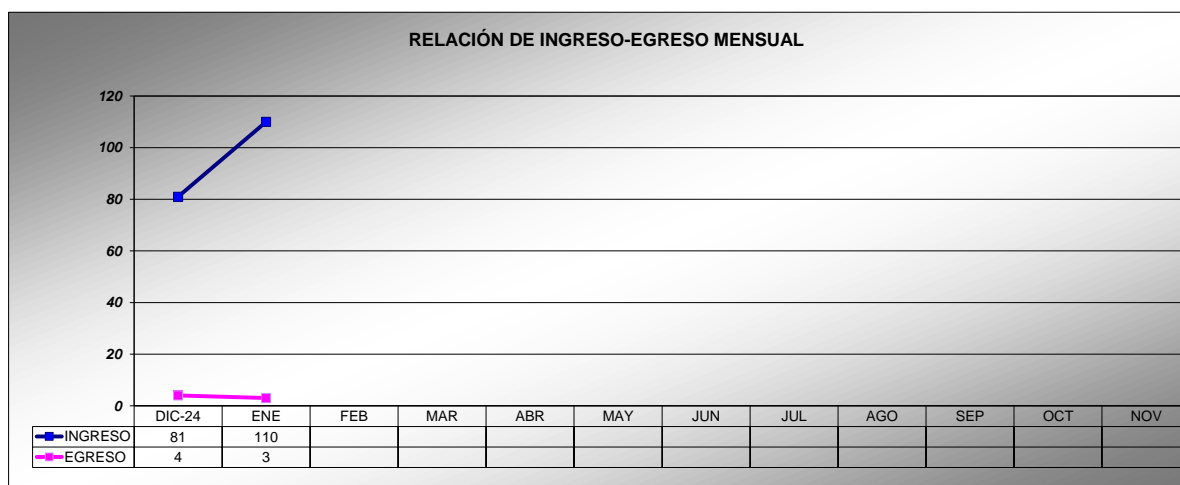 RELACIÓN DE INGRESO-EGRESO MENSUAL
120
100
80
60
40
20
0
DIC-24 ENE FEB MAR ABR MAY JUN JUL AGO SEP OCT NOV
INGRESO 81 110
EGRESO 4 3